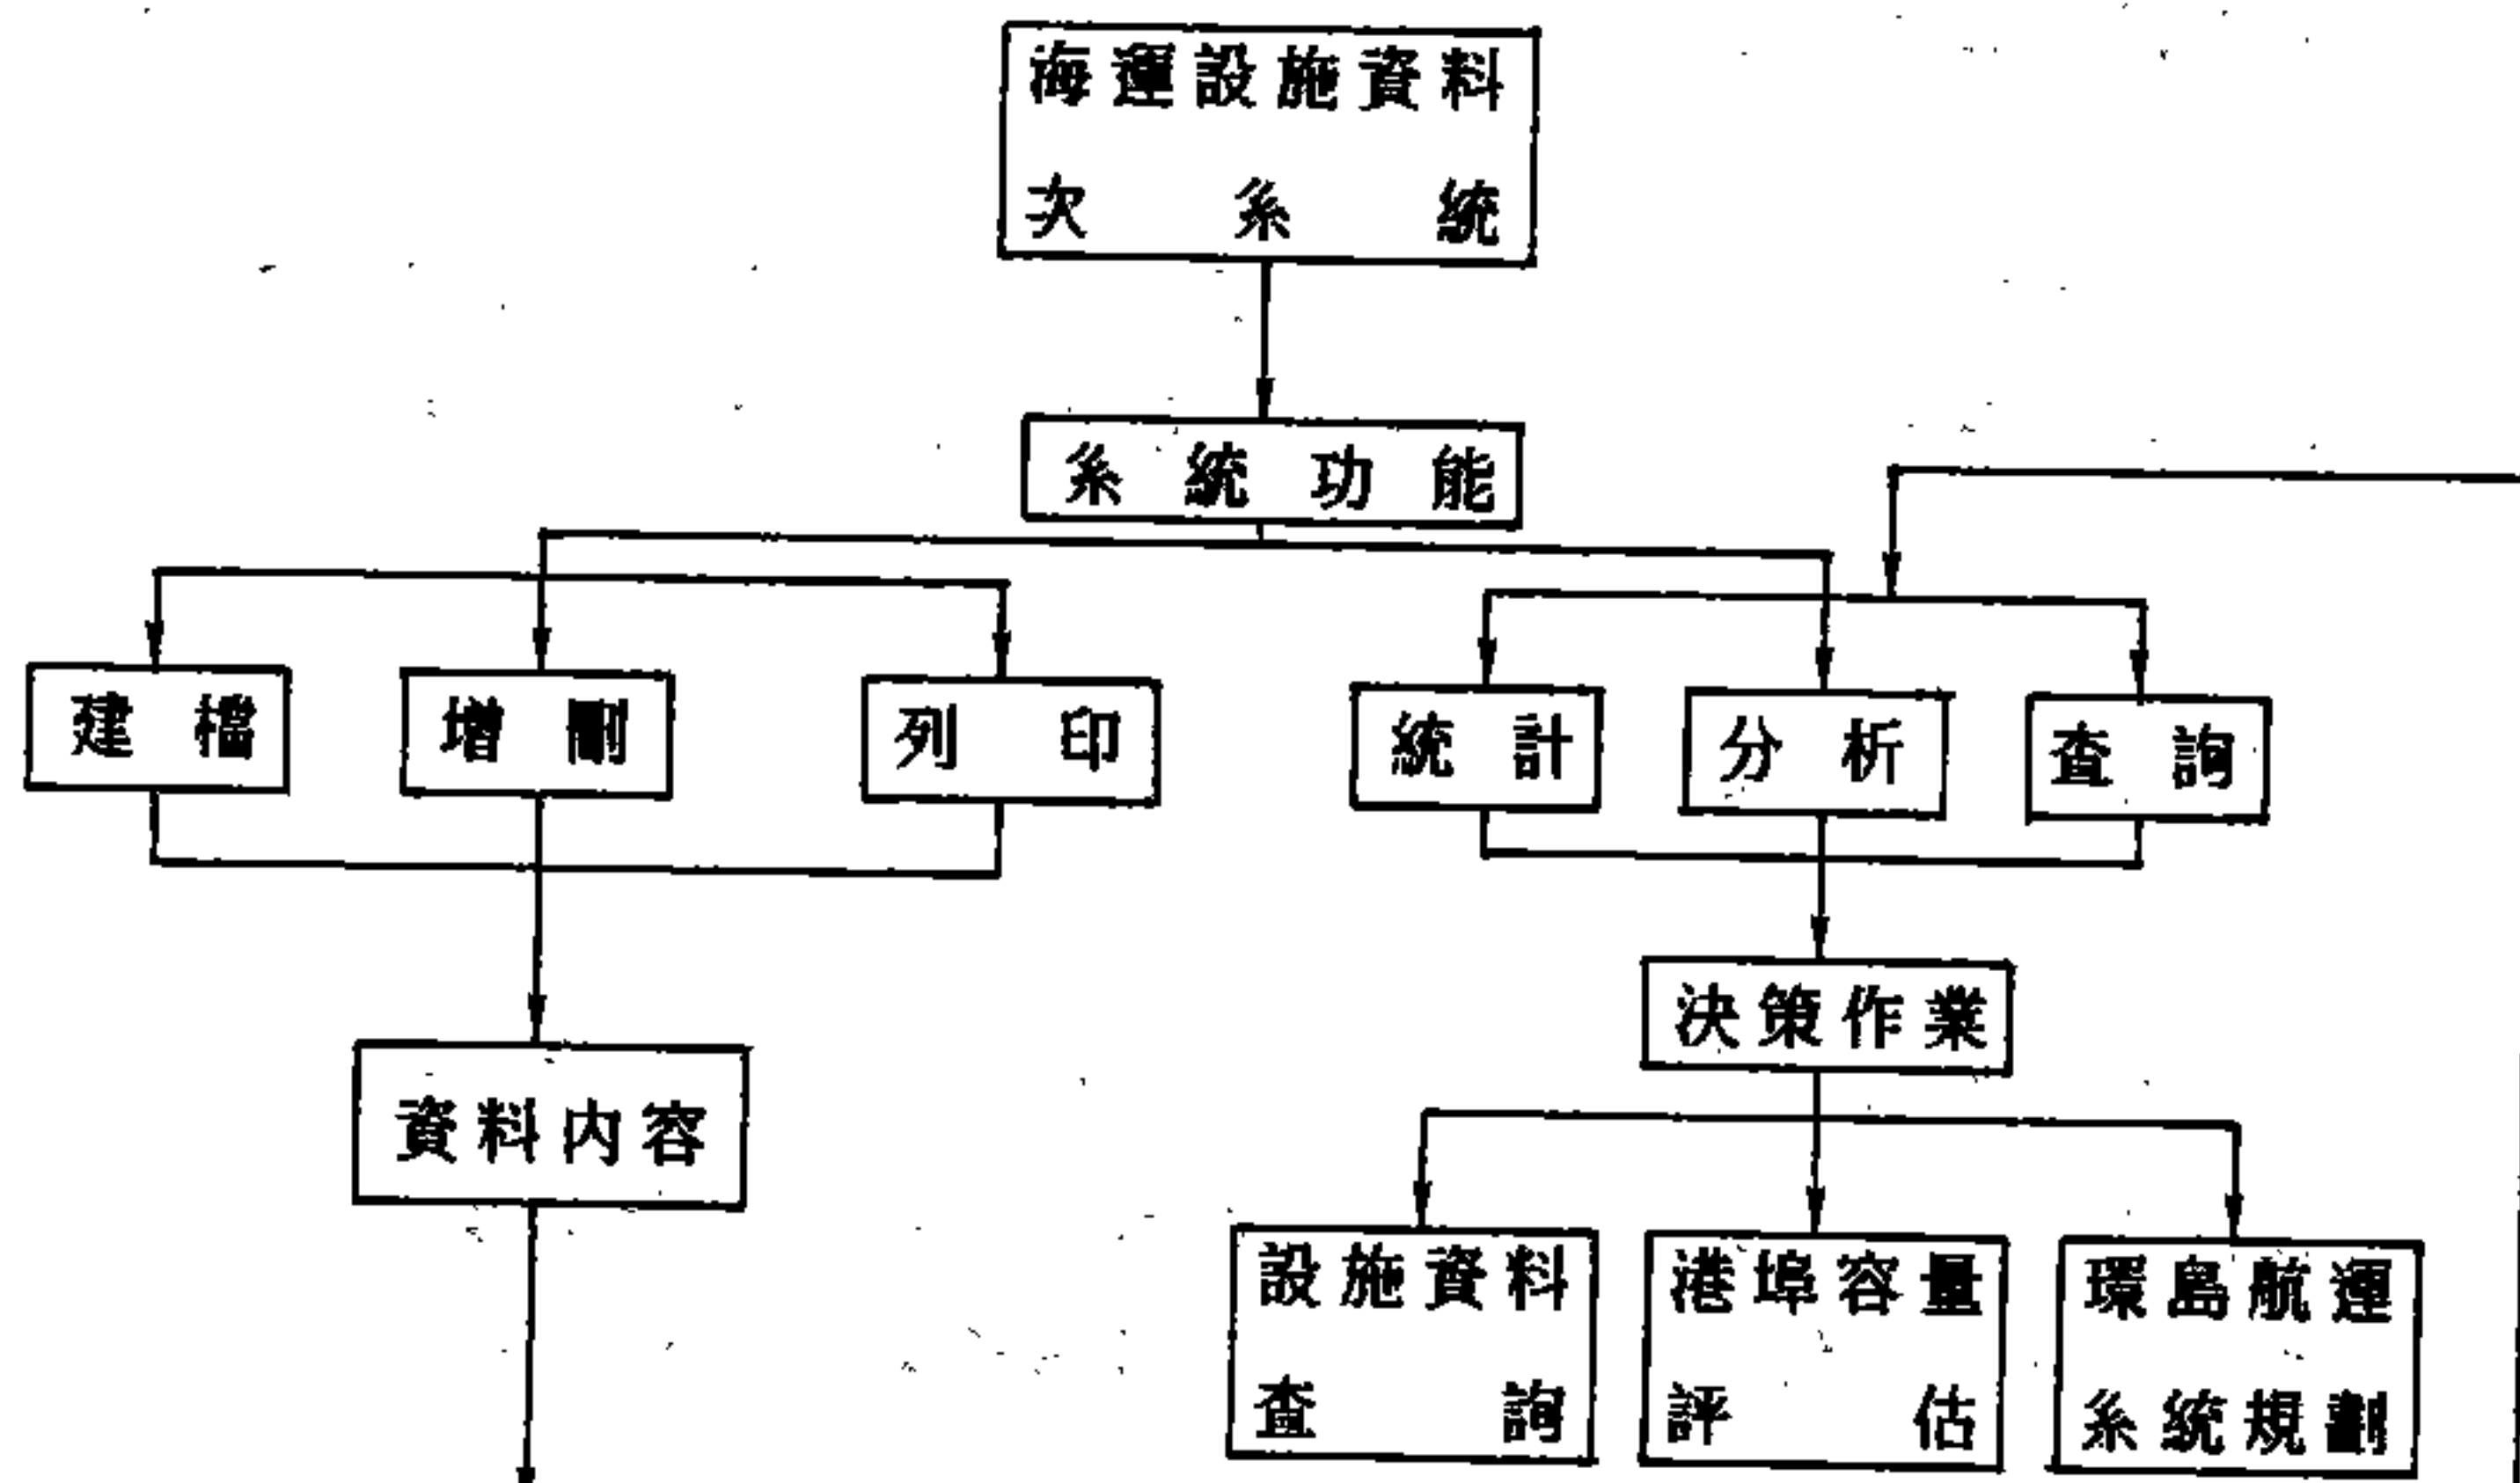 海運設施資料
次系統
系統功能
建檔
增刪
列印
統計
分析
查詢
決策作業
資料內容
設施資料
查詢
港埠容量
評估
環島航運
系統規劃